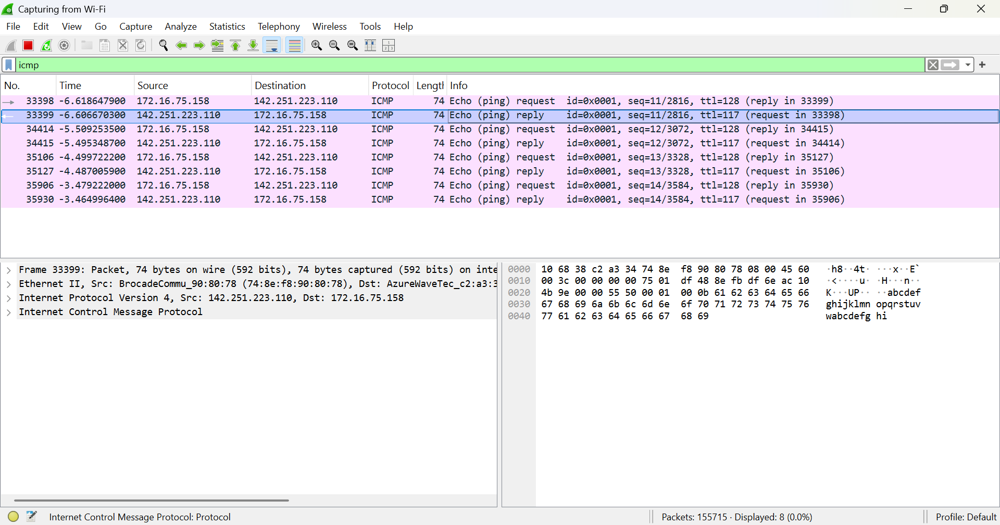 Capturing from Wi-Fi
File Edit View Go Capture Analyze Statistics Telephony Wireless Tools Help
icmp
No. Time Source Destination Protocol Length Info
33398 -6.618647900 172.16.75.158 142.251.223.110 ICMP 74 Echo (ping) request id=0x0001, seq=11/2816, ttl=128 (reply in 33399)
33399 -6.606670300 142.251.223.110 172.16.75.158 ICMP 74 Echo (ping) reply id=0x0001, seq=11/2816, ttl=117 (request in 33398)
34414 -5.509253500 172.16.75.158 142.251.223.110 ICMP 74 Echo (ping) request id=0x0001, seq=12/3072, ttl=128 (reply in 34415)
34415 -5.495348700 142.251.223.110 172.16.75.158 ICMP 74 Echo (ping) reply id=0x0001, seq=12/3072, ttl=117 (request in 34414)
35106 -4.499722200 172.16.75.158 142.251.223.110 ICMP 74 Echo (ping) request id=0x0001, seq=13/3328, ttl=128 (reply in 35127)
35127 -4.487005900 142.251.223.110 172.16.75.158 ICMP 74 Echo (ping) reply id=0x0001, seq=13/3328, ttl=117 (request in 35106)
35906 -3.479222000 172.16.75.158 142.251.223.110 ICMP 74 Echo (ping) request id=0x0001, seq=14/3584, ttl=128 (reply in 35930)
35930 -3.464996400 142.251.223.110 172.16.75.158 ICMP 74 Echo (ping) reply id=0x0001, seq=14/3584, ttl=117 (request in 35906)
Frame 33399: Packet, 74 bytes on wire (592 bits), 74 bytes captured (592 bits) on inte
Ethernet II, Src: BrocadeCommu_90:80:78 (74:8e:f8:90:80:78), Dst: AzureWaveTec_c2:a3:3
Internet Protocol Version 4, Src: 142.251.223.110, Dst: 172.16.75.158
Internet Control Message Protocol
0000 10 68 38 c2 a3 34 74 8e f8 90 80 78 08 00 45 60 ·h8··4t· ···x··E`
0010 00 3c 00 00 00 00 75 01 df 48 8e fb df 6e ac 10 ·<····u· ·H···n··
0020 4b 9e 00 00 55 50 00 01 00 0b 61 62 63 64 65 66 K···UP·· ··abcdef
0030 67 68 69 6a 6b 6c 6d 6e 6f 70 71 72 73 74 75 76 ghijklmn opqrstuv
0040 77 61 62 63 64 65 66 67 68 69 wabcdefg hi
Internet Control Message Protocol: Protocol
Packets: 155715 · Displayed: 8 (0.0%)
Profile: Default